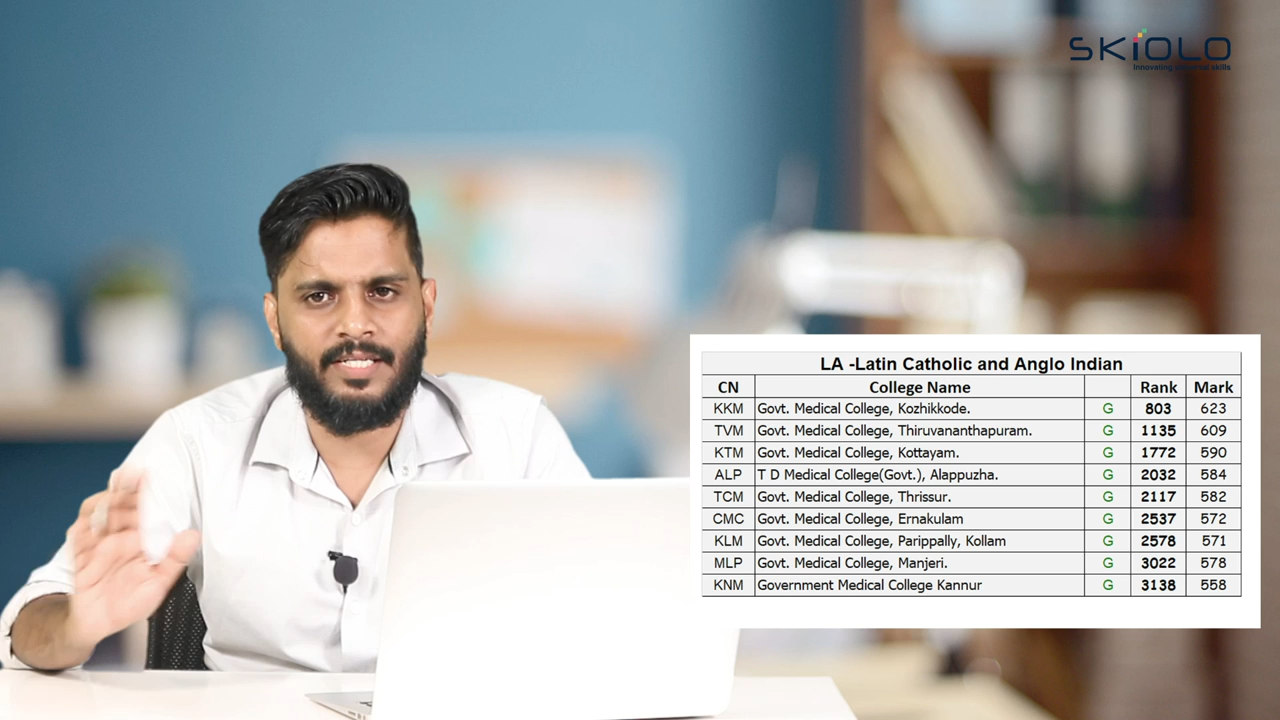 SKIOLO
Innovating skills
LA -Latin Catholic and Anglo Indian
CN College Name Rank Mark
KKM Govt. Medical College, Kozhikkode. G 803 623
TVM Govt. Medical College, Thiruvananthapuram. G 1135 609
KTM Govt. Medical College, Kottayam. G 1772 590
ALP T D Medical College(Govt.), Alappuzha. G 2032 584
TCM Govt. Medical College, Thrissur. G 2117 582
CMC Govt. Medical College, Ernakulam G 2537 572
KLM Govt. Medical College, Parippally, Kollam G 2578 571
MLP Govt. Medical College, Manjeri. G 3022 578
KNM Government Medical College Kannur G 3138 558